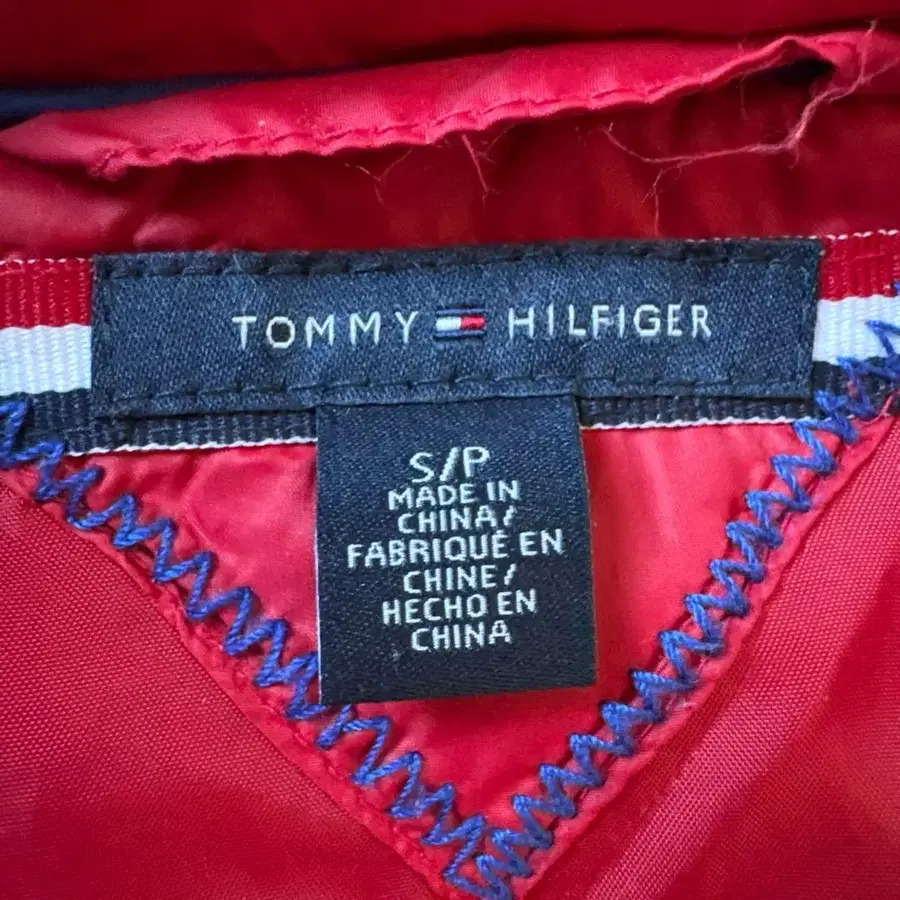 TOMMY HILFIGER
S/P
MADE IN
CHINA/
FABRIQUÉ EN
CHINE/
HECHO EN
CHINA